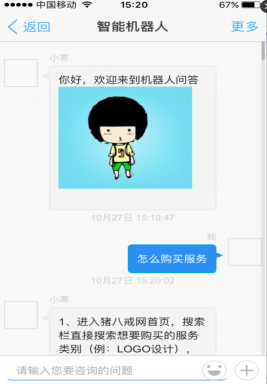 中国移动 15:20 67%
返回 智能机器人 更多
小寒
你好，欢迎来到机器人问答
10月27日 15:19:47
我
怎么购买服务
10月27日 15:20:02
小寒
1、进入猪八戒网首页，搜索
栏直接搜索想要购买的服务
类别（例：LOGO设计），
请输入您要咨询的问题